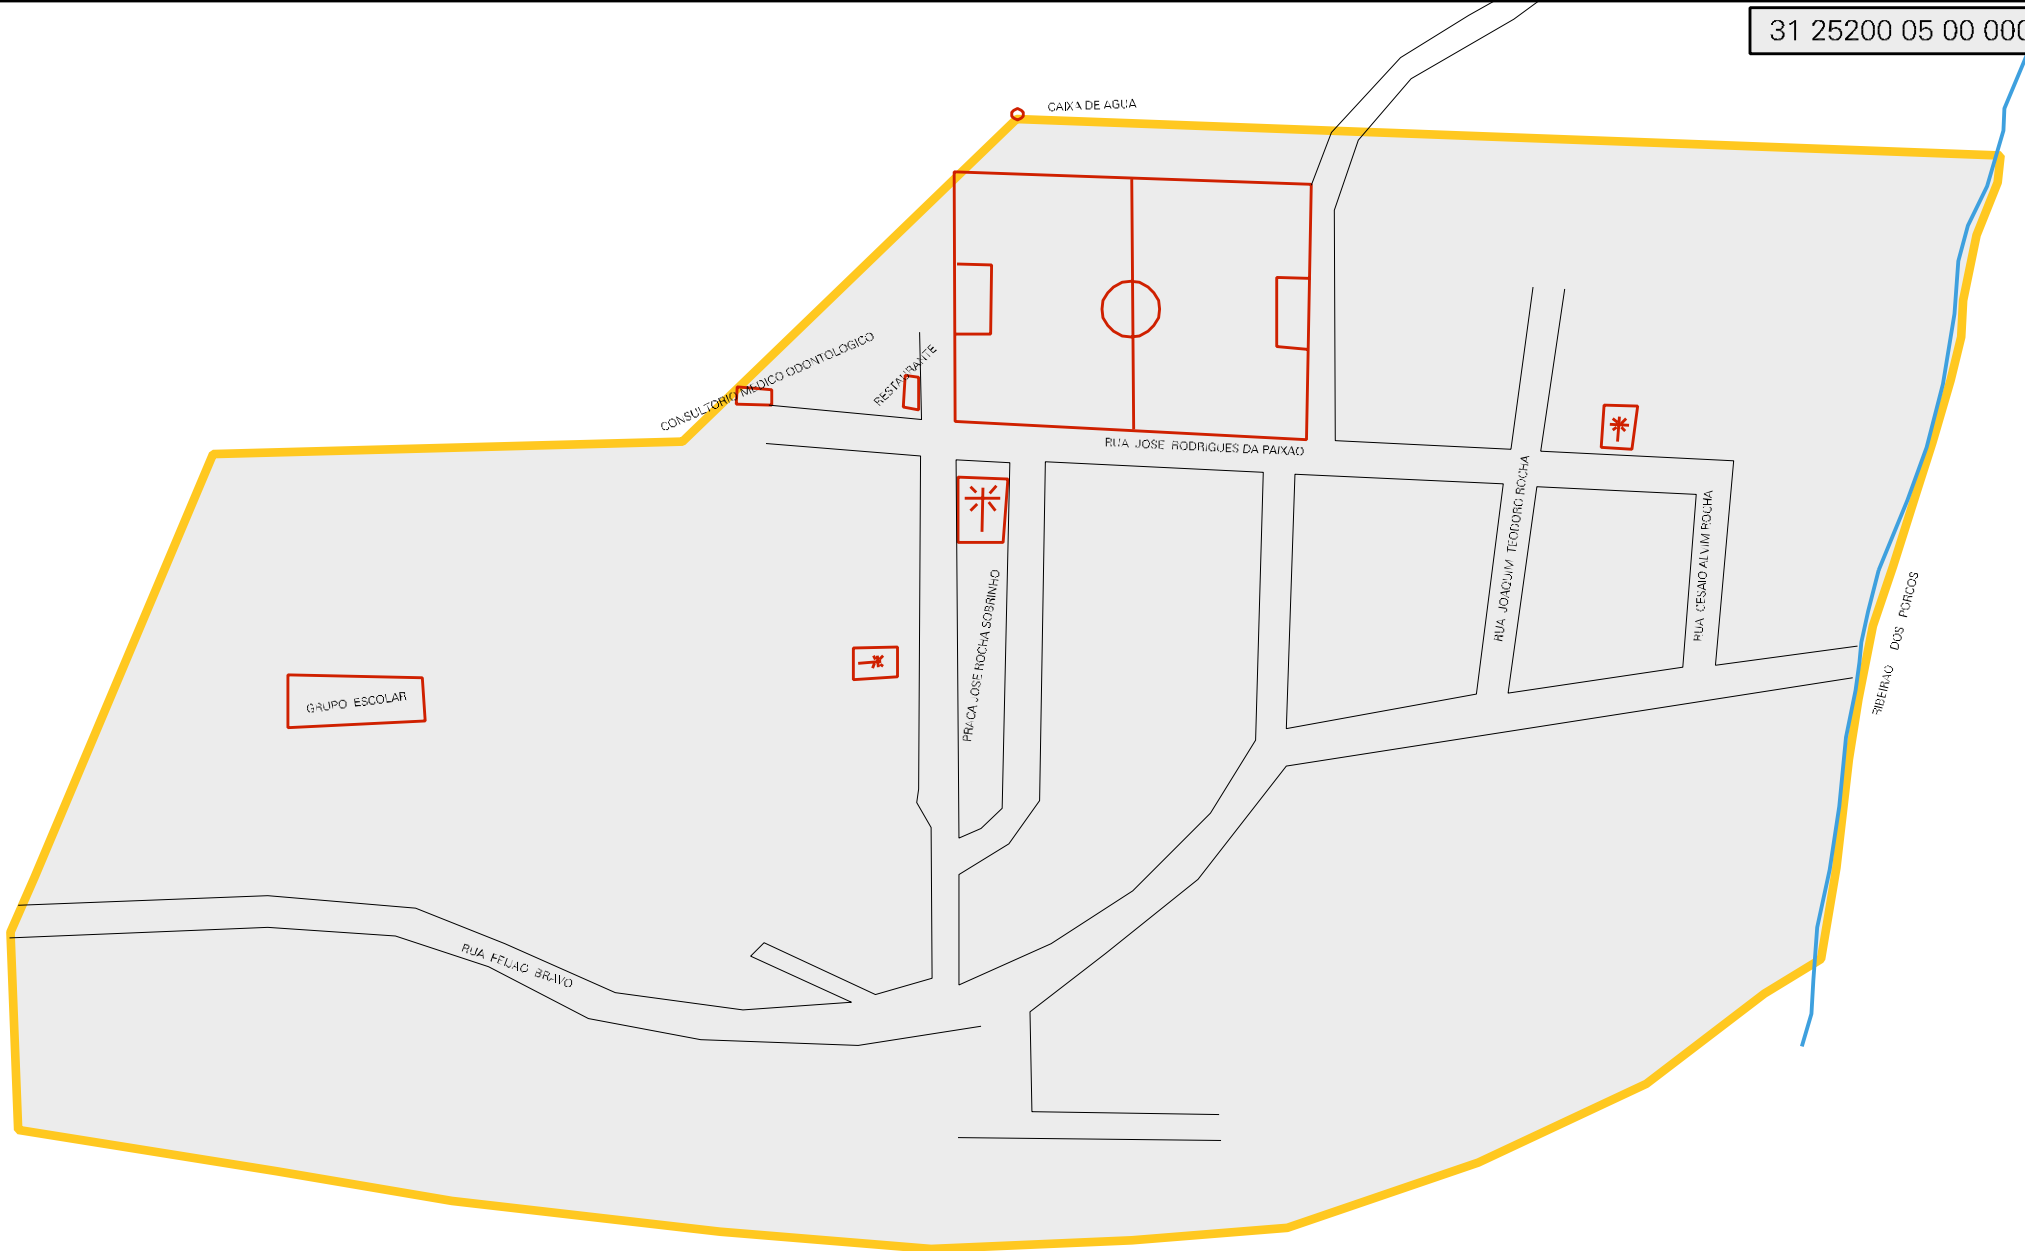 31 25200 05 00 000
CAIXA DE AGUA
CONSULTORIO MEDICO ODONTOLOGICO
RESTAURANTE
RUA JOSE RODRIGUES DA PAIXAO
RUA JOAQUIM TEODORO ROCHA
RUA CESAIO ALVIM ROCHA
PRACA JOSE ROCHA SOBRINHO
RIBEIRAO DOS PORCOS
GRUPO ESCOLAR
RUA FEIJAO BRAVO